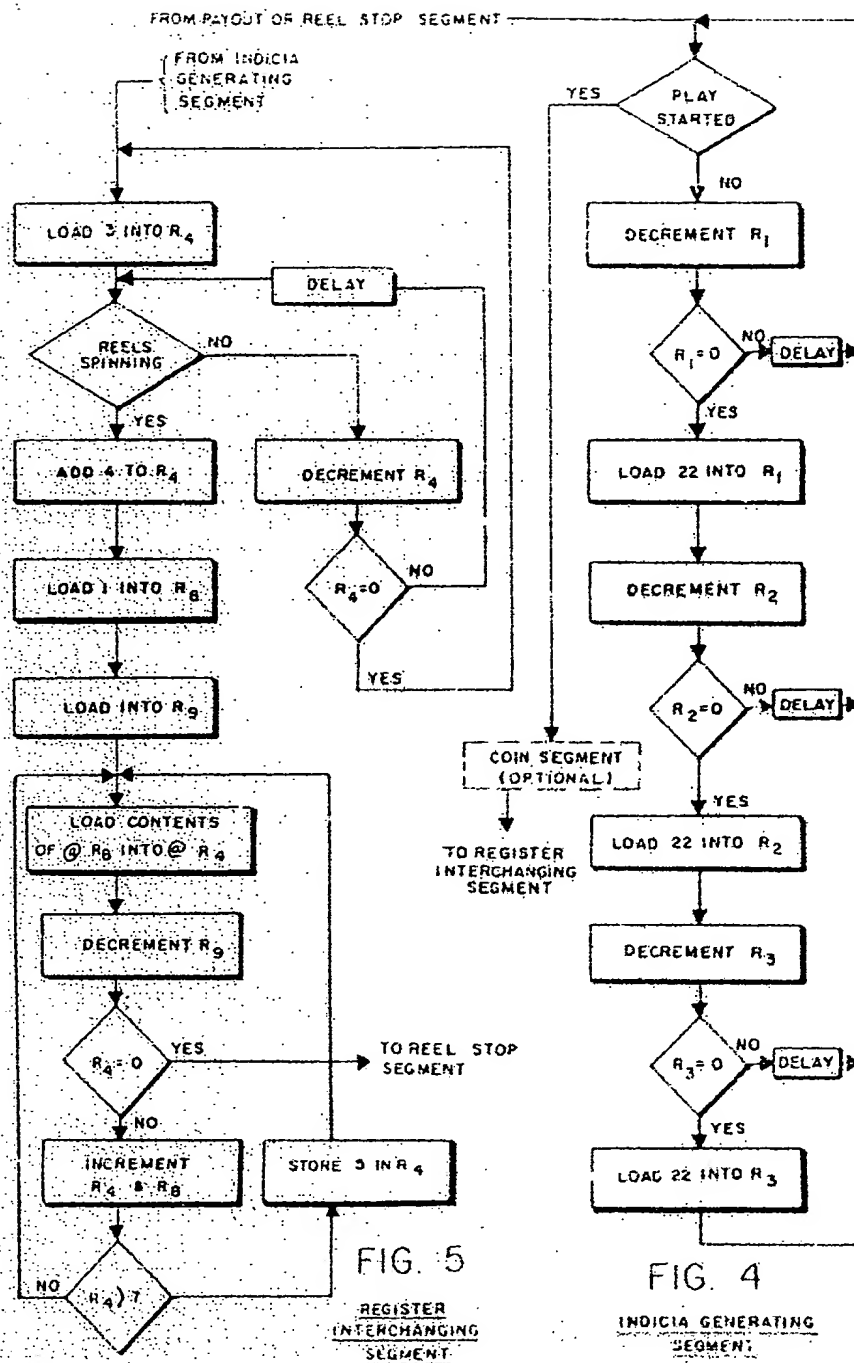 FROM PAYOUT OR REEL STOP SEGMENT
FROM INDICIA
GENERATING
SEGMENT
LOAD 3 INTO R4
DELAY
REELS
SPINNING
NO
YES
ADD 4 TO R4
DECREMENT R4
LOAD 1 INTO R8
R4=0
NO
YES
LOAD INTO R9
LOAD CONTENTS
OF @ R8 INTO @ R4
DECREMENT R9
R4=0
YES
TO REEL STOP
SEGMENT
NO
INCREMENT
R4 & R8
STORE 5 IN R4
NO
R4>7
FIG. 5
REGISTER
INTERCHANGING
SEGMENT
YES
PLAY
STARTED
NO
DECREMENT R1
R1=0
NO
DELAY
YES
LOAD 22 INTO R1
DECREMENT R2
R2=0
NO
DELAY
COIN SEGMENT
(OPTIONAL)
TO REGISTER
INTERCHANGING
SEGMENT
YES
LOAD 22 INTO R2
DECREMENT R3
R3=0
NO
DELAY
YES
LOAD 22 INTO R3
FIG. 4
INDICIA GENERATING
SEGMENT